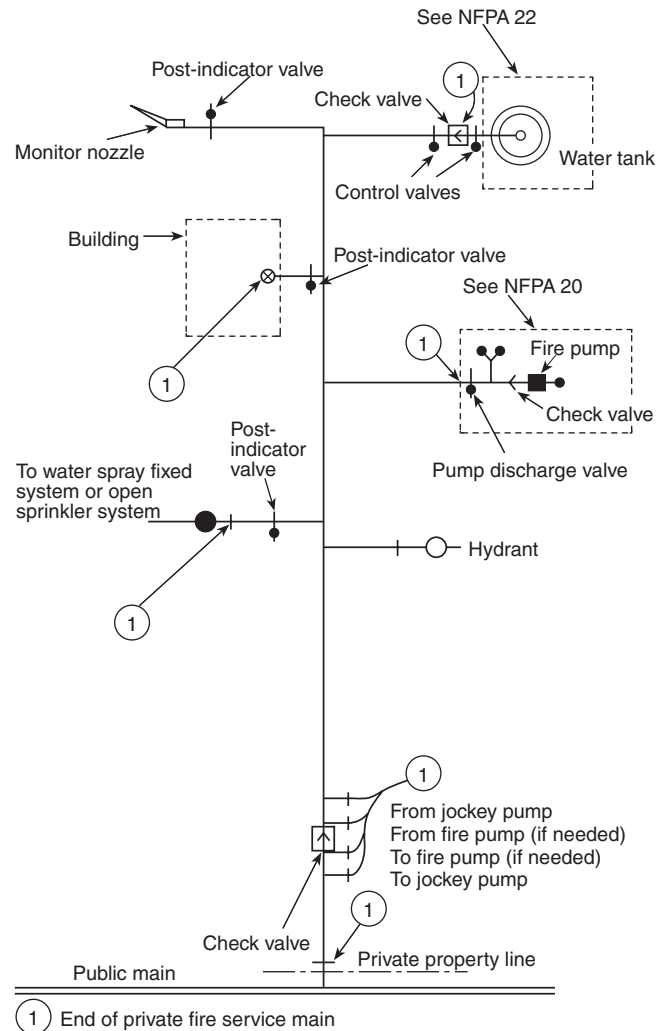 See NFPA 22
Post-indicator valve
Check valve
1
Monitor nozzle
Water tank
Control valves
Building
Post-indicator valve
See NFPA 20
1
Fire pump
1
Check valve
Post-
indicator
valve
Pump discharge valve
To water spray fixed
system or open
sprinkler system
Hydrant
1
1
From jockey pump
From fire pump (if needed)
To fire pump (if needed)
To jockey pump
1
Check valve
Private property line
Public main
1 End of private fire service main